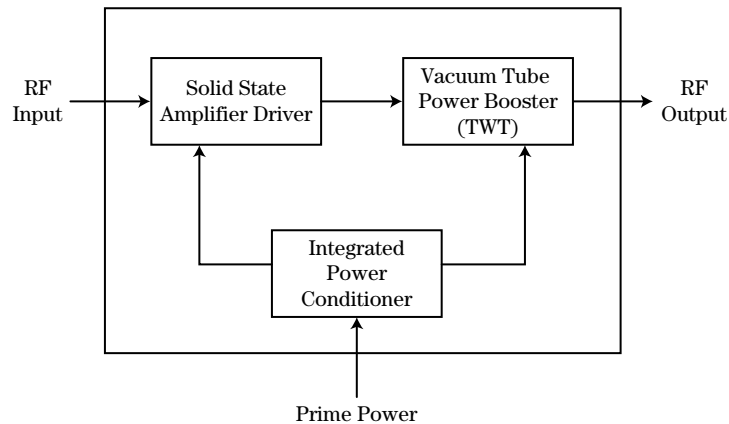 RF
Input
Solid State
Amplifier Driver
Vacuum Tube
Power Booster
(TWT)
RF
Output
Integrated
Power
Conditioner
Prime Power